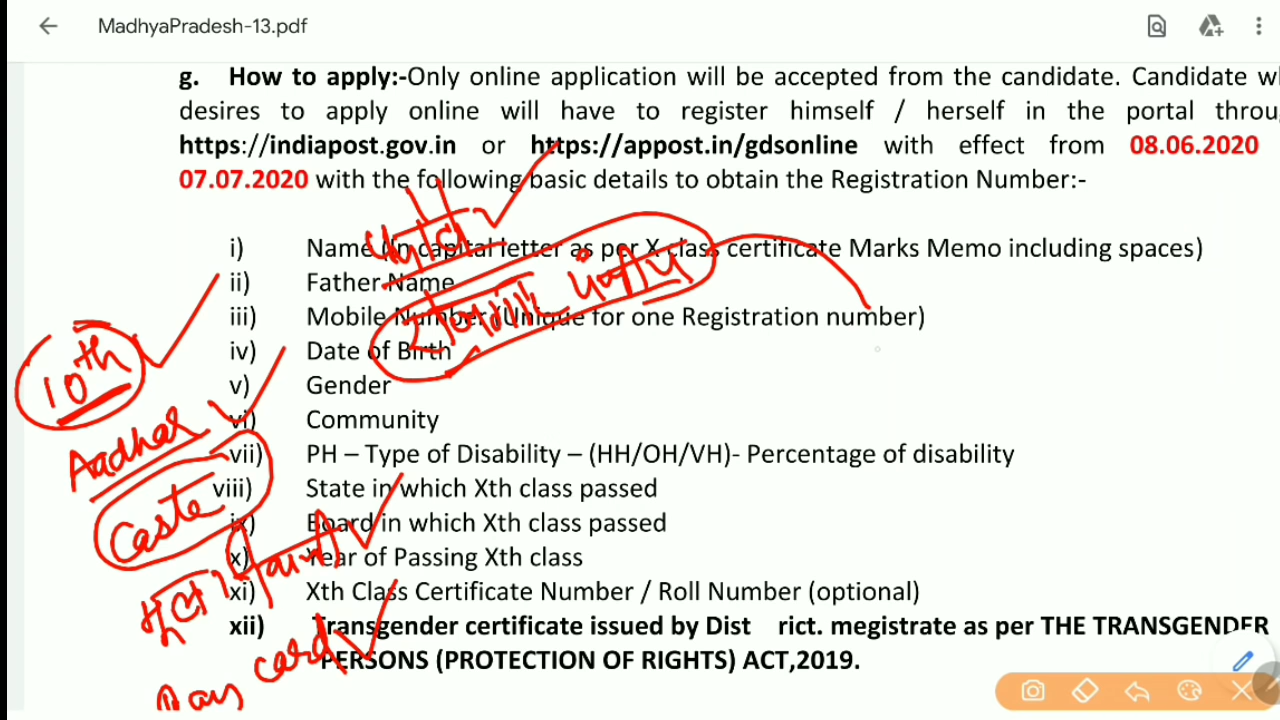 MadhyaPradesh-13.pdf
g. How to apply:-Only online application will be accepted from the candidate. Candidate wh
desires to apply online will have to register himself / herself in the portal throu
https://indiapost.gov.in or https://appost.in/gdsonline with effect from 08.06.2020
07.07.2020 with the following basic details to obtain the Registration Number:-
i) Name (In capital letter as per X class certificate Marks Memo including spaces)
ii) Father Name
iii) Mobile Number (Unique for one Registration number)
iv) Date of Birth
10th
v) Gender
vi) Community
Aadhar
vii) PH – Type of Disability – (HH/OH/VH)- Percentage of disability
viii) State in which Xth class passed
Caste
ix) Board in which Xth class passed
x) Year of Passing Xth class
xi) Xth Class Certificate Number / Roll Number (optional)
xii) Transgender certificate issued by Dist rict. megistrate as per THE TRANSGENDER
card
PERSONS (PROTECTION OF RIGHTS) ACT,2019.